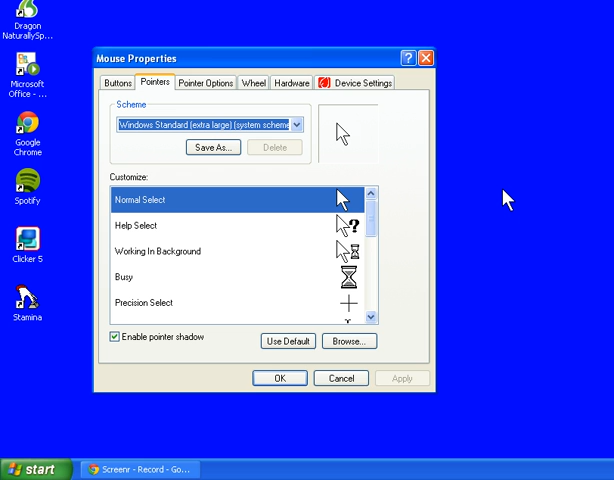 Dragon
NaturallySp...
Microsoft
Office - ...
Google
Chrome
Spotify
Clicker 5
Stamina
Mouse Properties
Buttons
Pointers
Pointer Options
Wheel
Hardware
Device Settings
Scheme
Windows Standard (extra large) (system scheme
Save As...
Delete
Customize:
Normal Select
Help Select
Working In Background
Busy
Precision Select
Enable pointer shadow
Use Default
Browse...
OK
Cancel
Apply
start
Screenr - Record - Go...